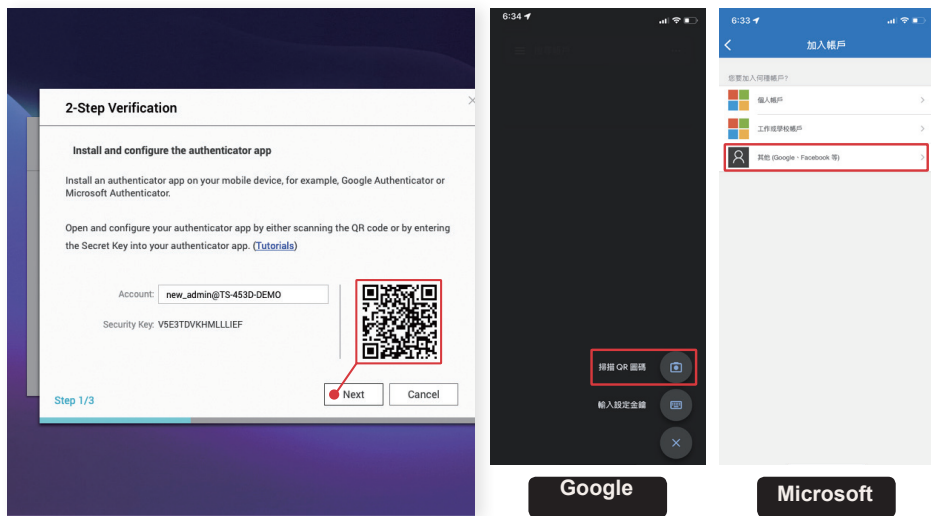 2-Step Verification
Install and configure the authenticator app
Install an authenticator app on your mobile device, for example, Google Authenticator or
Microsoft Authenticator.
Open and configure your authenticator app by either scanning the QR code or by entering
the Secret Key into your authenticator app. (Tutorials)
Account: new_admin@TS-453D-DEMO
Security Key: V5E3TDVKHMLLLIEF
Step 1/3
Next
Cancel
6:34
掃描 QR 圖碼
輸入設定金鑰
Google
6:33
加入帳戶
您要加入何種帳戶?
個人帳戶
工作或學校帳戶
其他 (Google、Facebook 等)
Microsoft